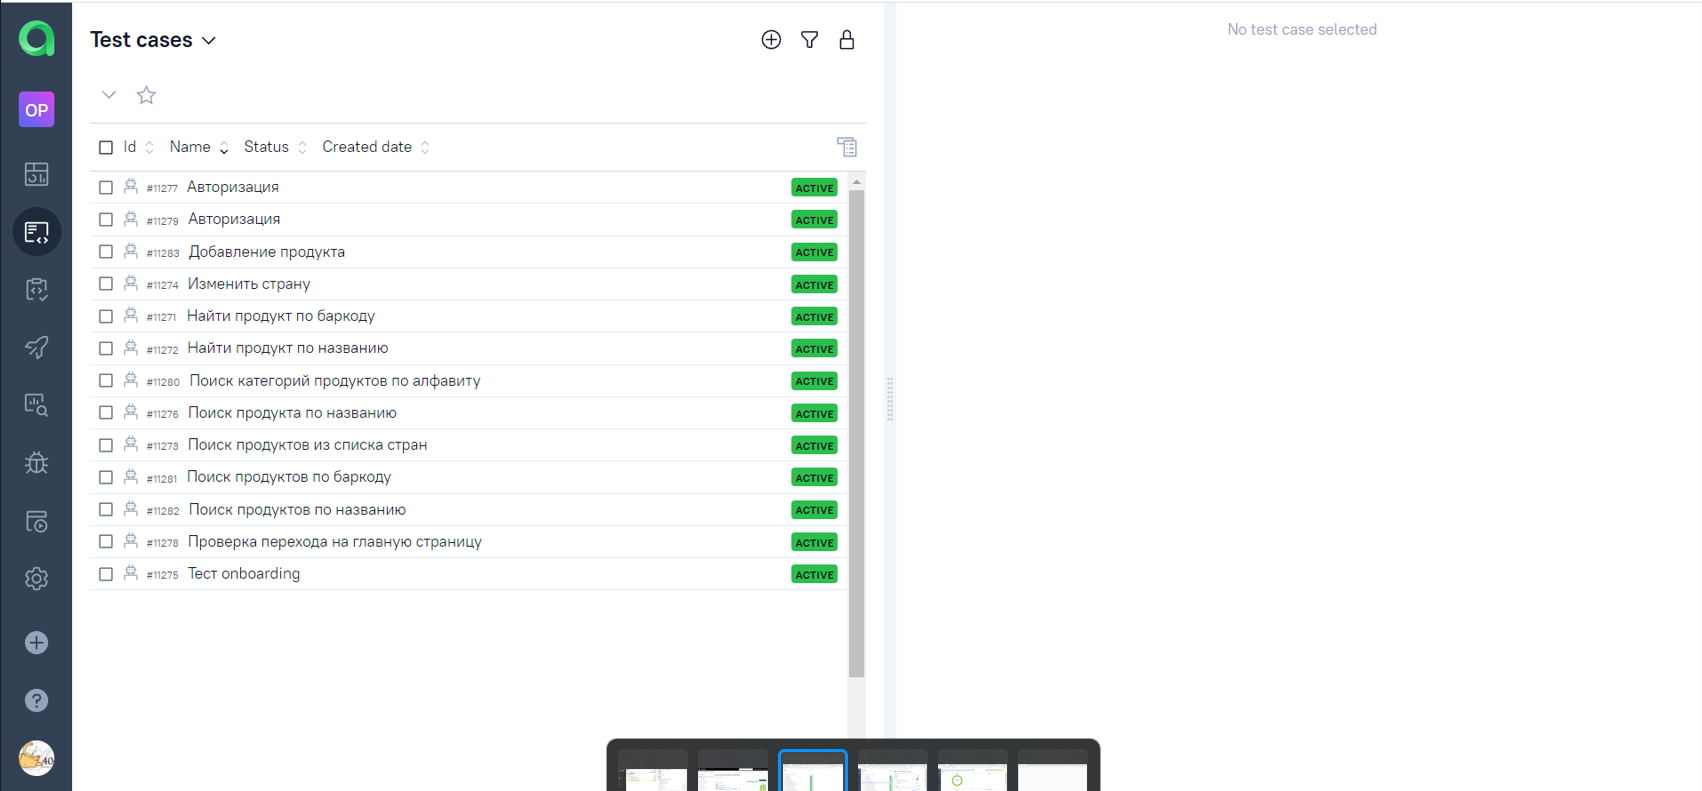 Test cases
No test case selected
OP
Id Name Status Created date
#11277 Авторизация ACTIVE
#11279 Авторизация ACTIVE
#11283 Добавление продукта ACTIVE
#11274 Изменить страну ACTIVE
#11271 Найти продукт по баркоду ACTIVE
#11272 Найти продукт по названию ACTIVE
#11280 Поиск категорий продуктов по алфавиту ACTIVE
#11276 Поиск продукта по названию ACTIVE
#11273 Поиск продуктов из списка стран ACTIVE
#11281 Поиск продуктов по баркоду ACTIVE
#11282 Поиск продуктов по названию ACTIVE
#11278 Проверка перехода на главную страницу ACTIVE
#11275 Тест onboarding ACTIVE
40